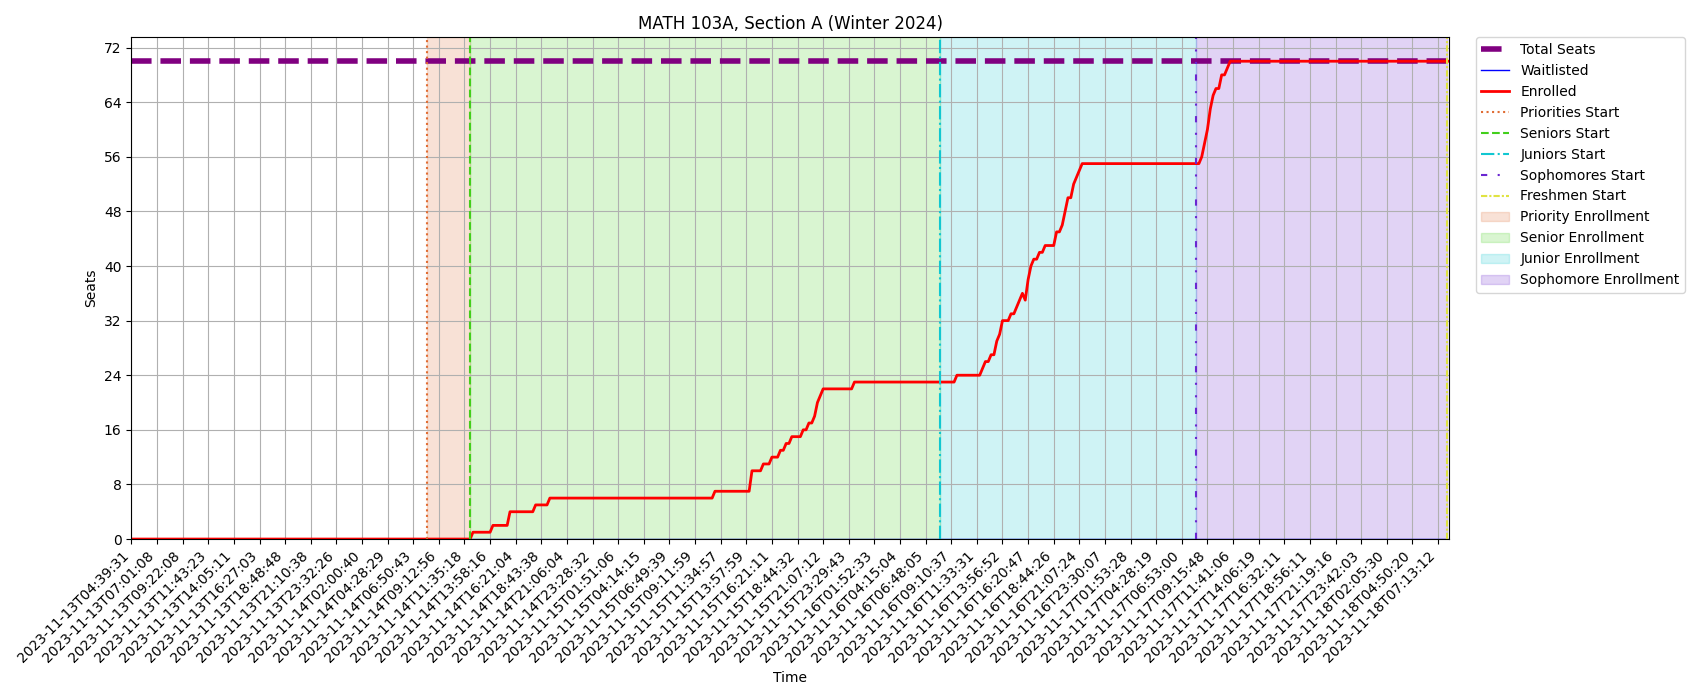 MATH 103A, Section A (Winter 2024)
Seats
72
64
56
48
40
32
24
16
8
0
2023-11-13T04:39:31
2023-11-13T07:01:08
2023-11-13T09:22:08
2023-11-13T11:43:23
2023-11-13T14:05:11
2023-11-13T16:27:03
2023-11-13T18:48:48
2023-11-13T21:10:38
2023-11-13T23:32:26
2023-11-14T02:00:40
2023-11-14T04:28:29
2023-11-14T06:50:43
2023-11-14T09:12:56
2023-11-14T11:35:18
2023-11-14T13:58:16
2023-11-14T16:21:04
2023-11-14T18:43:38
2023-11-14T21:06:04
2023-11-14T23:28:32
2023-11-15T01:51:06
2023-11-15T04:14:15
2023-11-15T06:49:39
2023-11-15T09:11:59
2023-11-15T11:34:57
2023-11-15T13:57:59
2023-11-15T16:21:11
2023-11-15T18:44:32
2023-11-15T21:07:12
2023-11-15T23:29:43
2023-11-16T01:52:33
2023-11-16T04:15:04
2023-11-16T06:48:05
2023-11-16T09:10:37
2023-11-16T11:33:31
2023-11-16T13:56:52
2023-11-16T16:20:47
2023-11-16T18:44:26
2023-11-16T21:07:24
2023-11-16T23:30:07
2023-11-17T01:53:28
2023-11-17T04:28:19
2023-11-17T06:53:00
2023-11-17T09:15:48
2023-11-17T11:41:06
2023-11-17T14:06:19
2023-11-17T16:32:11
2023-11-17T18:56:11
2023-11-17T21:19:16
2023-11-17T23:42:03
2023-11-18T02:05:30
2023-11-18T04:50:20
2023-11-18T07:13:12
Time
Total Seats
Waitlisted
Enrolled
Priorities Start
Seniors Start
Juniors Start
Sophomores Start
Freshmen Start
Priority Enrollment
Senior Enrollment
Junior Enrollment
Sophomore Enrollment